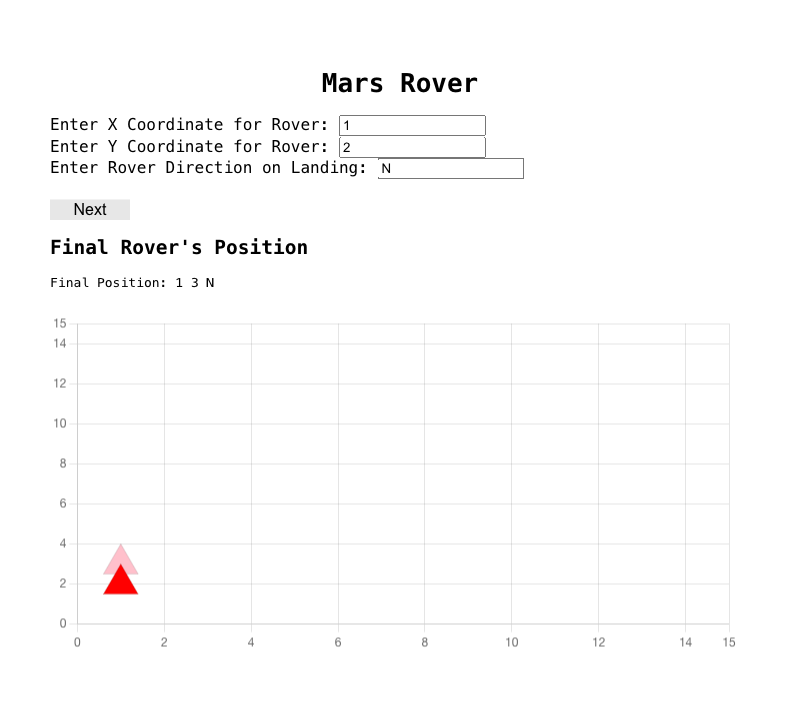 Mars Rover
Enter X Coordinate for Rover: 1
Enter Y Coordinate for Rover: 2
Enter Rover Direction on Landing: N
Next
Final Rover's Position
Final Position: 1 3 N
15
14
12
10
8
6
4
2
0
0 2 4 6 8 10 12 14 15